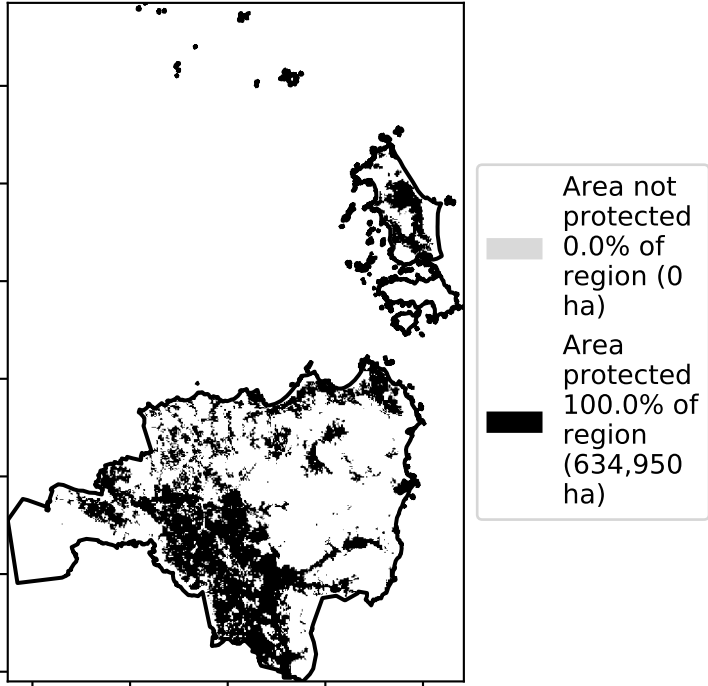 Area not
protected
0.0% of
region (0
ha)
Area
protected
100.0% of
region
(634,950
ha)